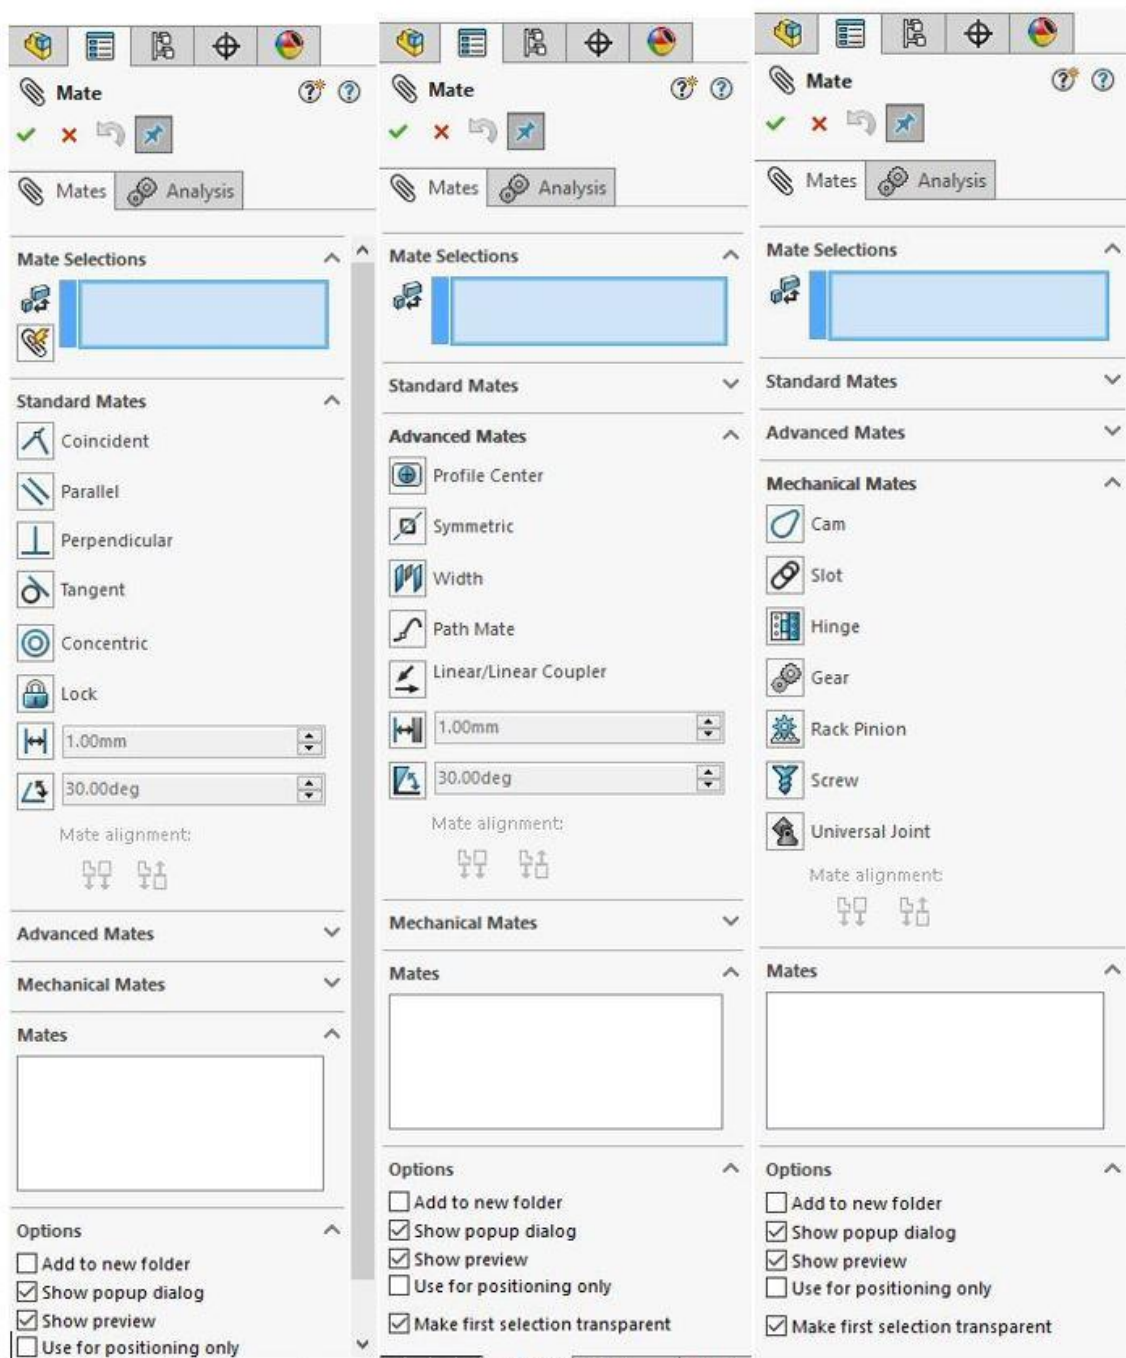 Mate
Mates
Analysis
Mate Selections
Standard Mates
Coincident
Parallel
Perpendicular
Tangent
Concentric
Lock
1.00mm
30.00deg
Mate alignment:
Advanced Mates
Mechanical Mates
Mates
Options
Add to new folder
Show popup dialog
Show preview
Use for positioning only
Mate
Mates
Analysis
Mate Selections
Standard Mates
Advanced Mates
Profile Center
Symmetric
Width
Path Mate
Linear/Linear Coupler
1.00mm
30.00deg
Mate alignment:
Mechanical Mates
Mates
Options
Add to new folder
Show popup dialog
Show preview
Use for positioning only
Make first selection transparent
Mate
Mates
Analysis
Mate Selections
Standard Mates
Advanced Mates
Mechanical Mates
Cam
Slot
Hinge
Gear
Rack Pinion
Screw
Universal Joint
Mate alignment:
Mates
Options
Add to new folder
Show popup dialog
Show preview
Use for positioning only
Make first selection transparent